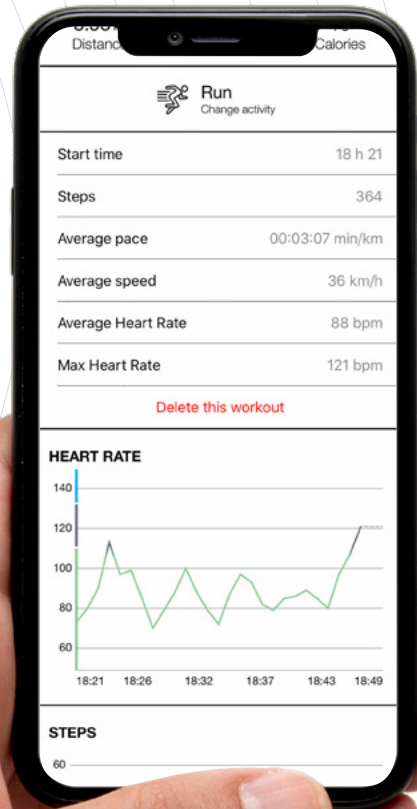 Distanc
Calories
Run
Change activity
Start time 18 h 21
Steps 364
Average pace 00:03:07 min/km
Average speed 36 km/h
Average Heart Rate 88 bpm
Max Heart Rate 121 bpm
Delete this workout
HEART RATE
140
120
100
80
60
18:21 18:26 18:32 18:37 18:43 18:49
STEPS
60